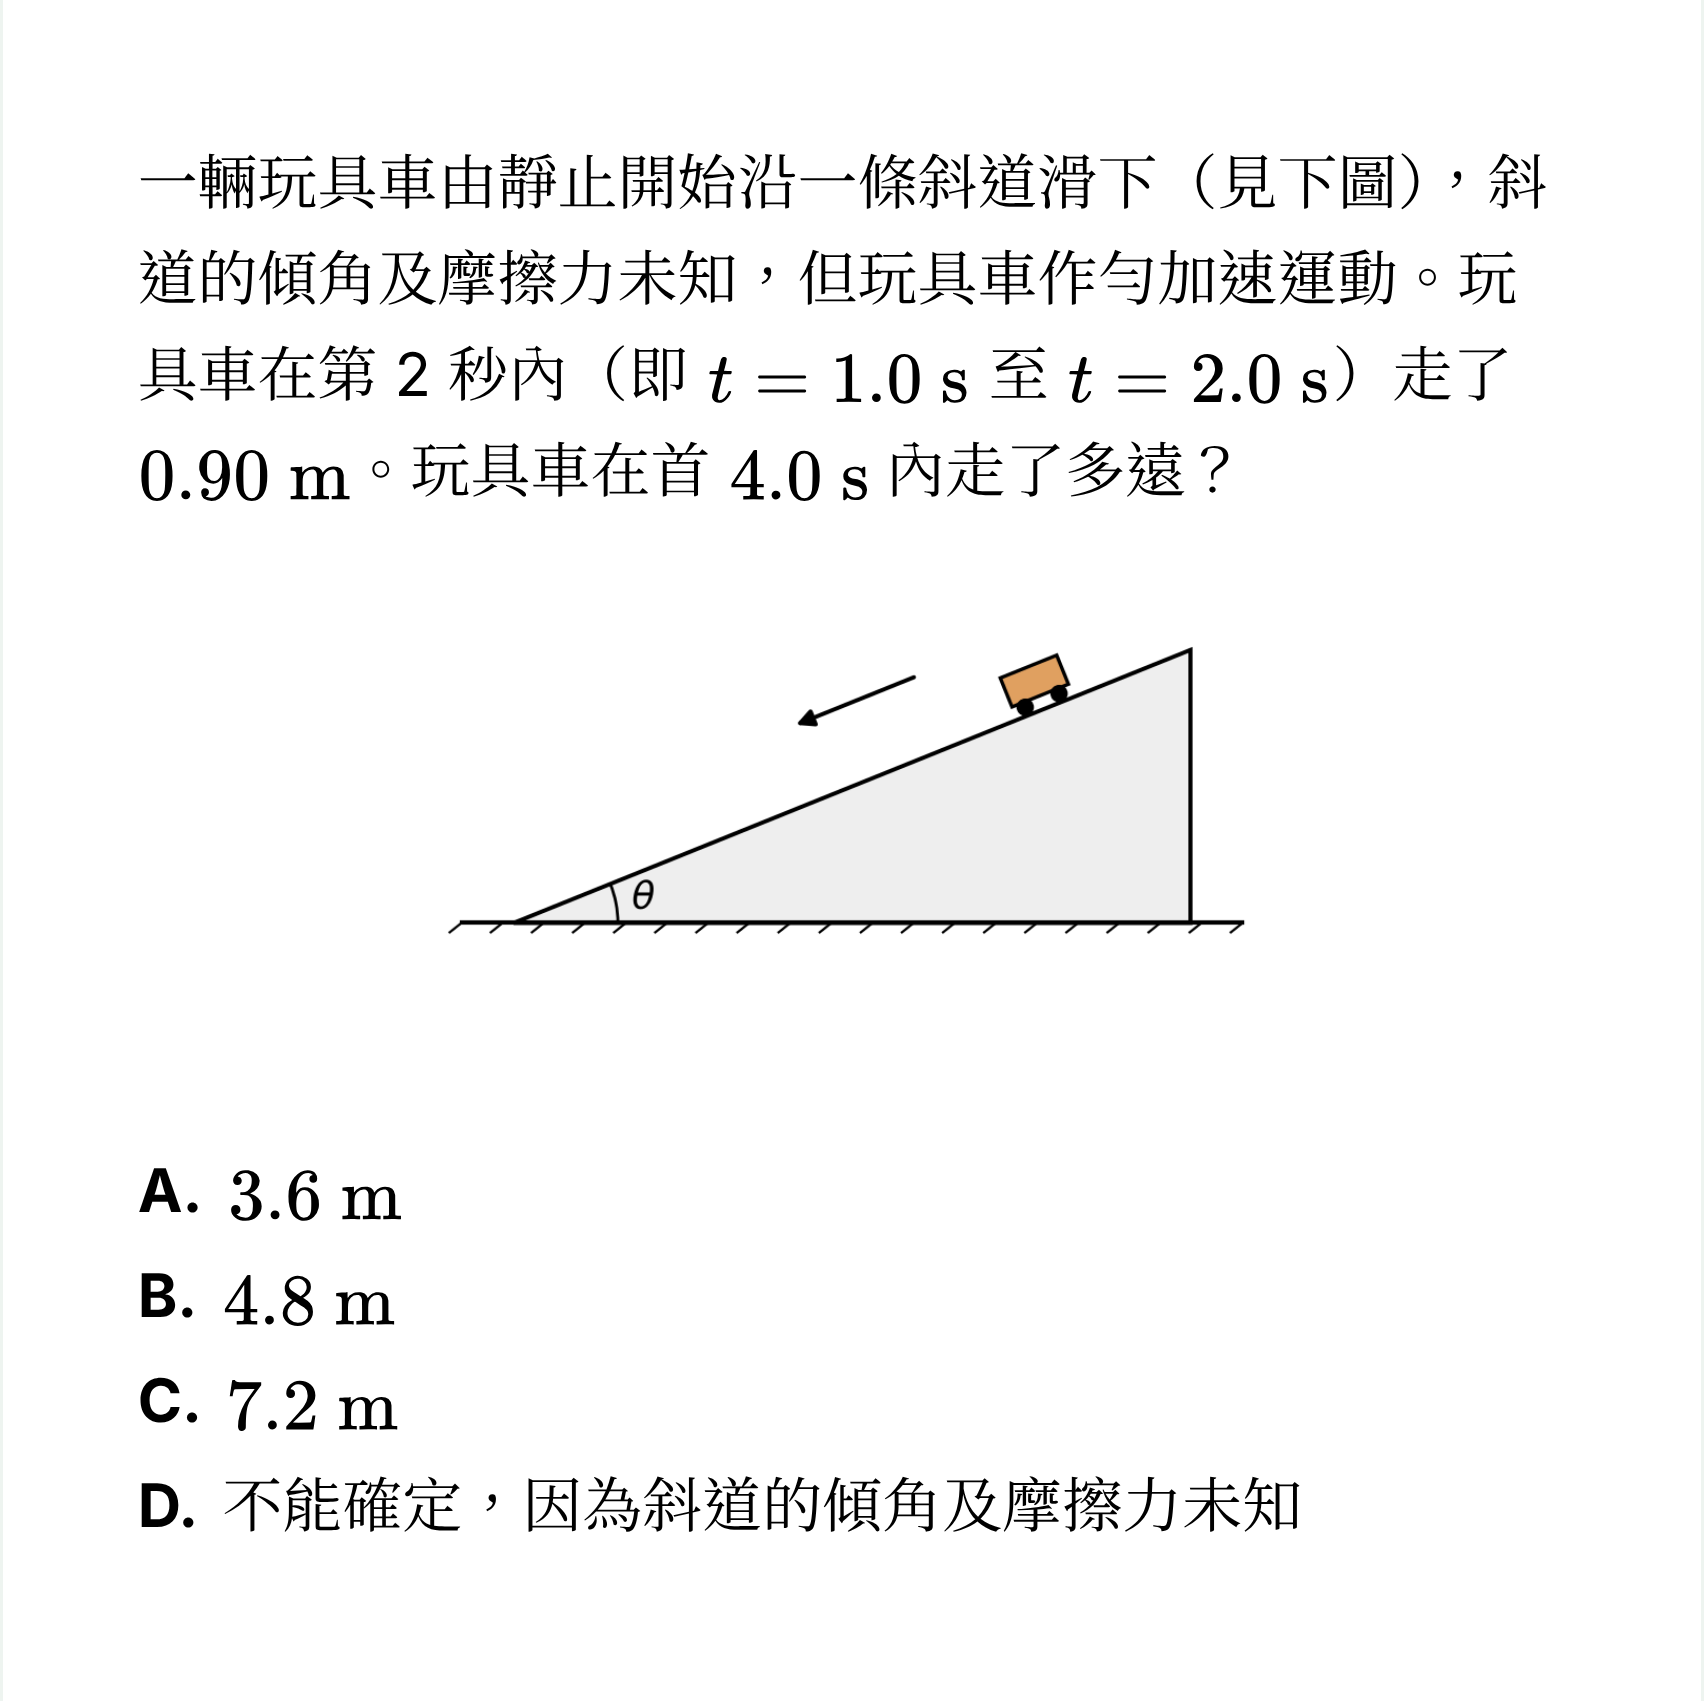 一輛玩具車由靜止開始沿一條斜道滑下（見下圖），斜
道的傾角及摩擦力未知，但玩具車作勻加速運動。玩
具車在第 2 秒內（即 t = 1.0 s 至 t = 2.0 s）走了
0.90 m。玩具車在首 4.0 s 內走了多遠？
θ
A. 3.6 m
B. 4.8 m
C. 7.2 m
D. 不能確定，因為斜道的傾角及摩擦力未知